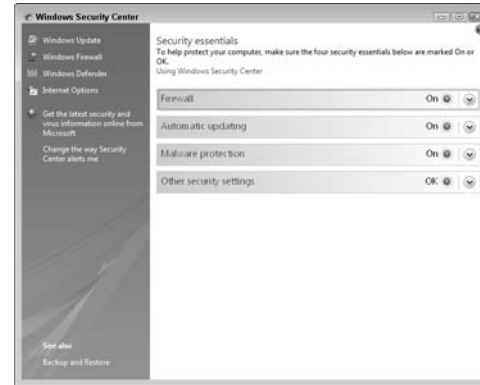 Windows Security Center
Windows Update
Windows Firewall
Windows Defender
Internet Options
Get the latest security and
virus information online from
Microsoft
Change the way Security
Center alerts me
See also
Backup and Restore
Security essentials
To help protect your computer, make sure the four security essentials below are marked On or
OK.
Using Windows Security Center
Firewall On
Automatic updating On
Malware protection On
Other security settings OK